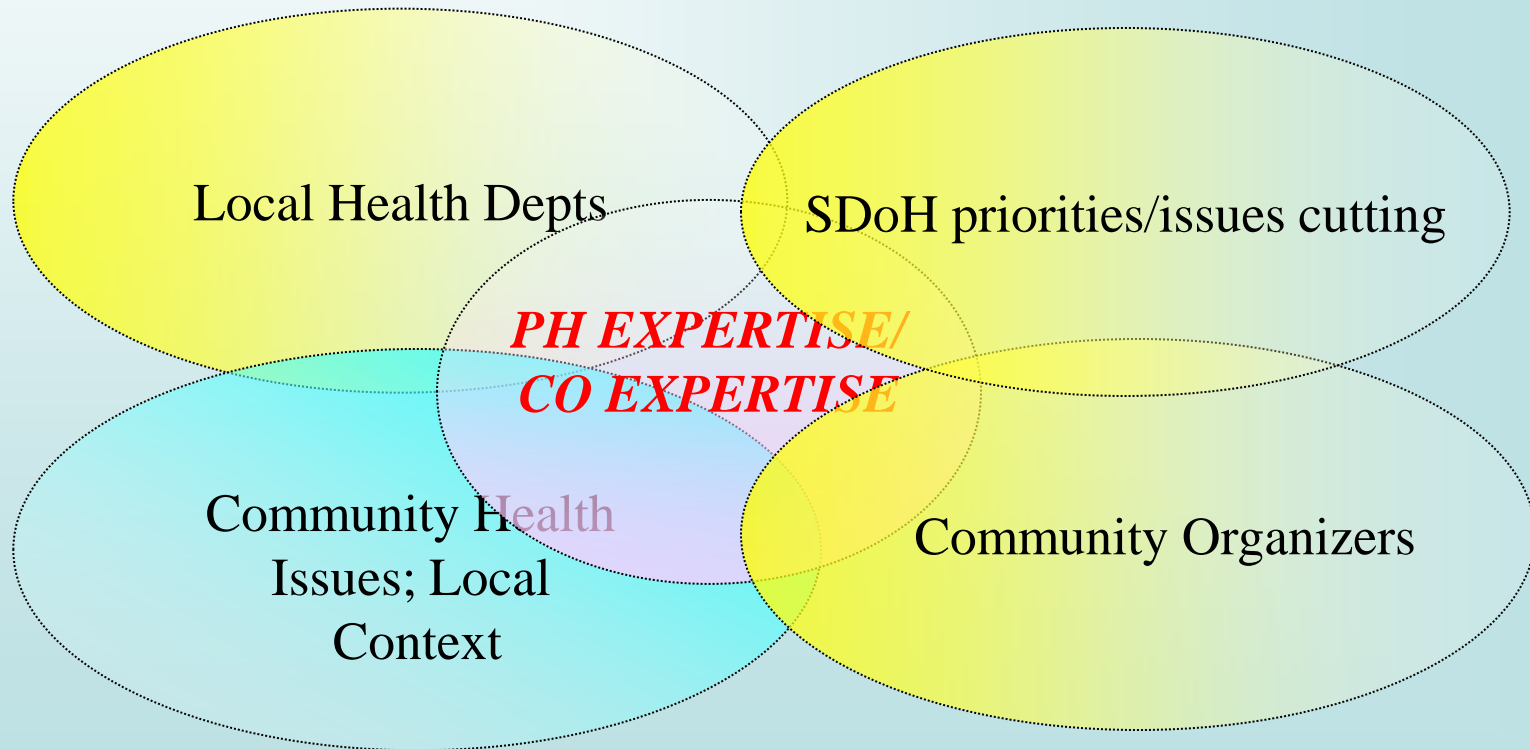 Local Health Depts
SDoH priorities/issues cutting
PH EXPERTISE/
CO EXPERTISE
Community Health
Issues; Local
Context
Community Organizers